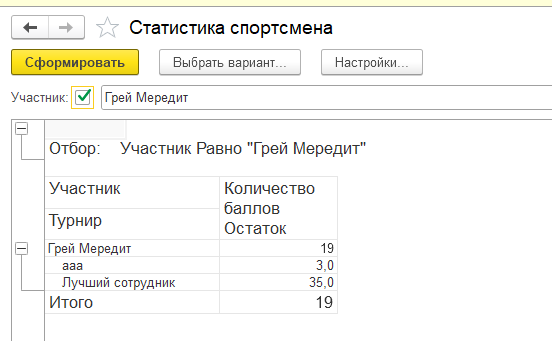 Статистика спортсмена
Сформировать Выбрать вариант... Настройки...
Участник: Грей Мередит
Отбор: Участник Равно "Грей Мередит"
Участник Количество
баллов
Турнир Остаток
Грей Мередит 19
ааа 3,0
Лучший сотрудник 35,0
Итого 19